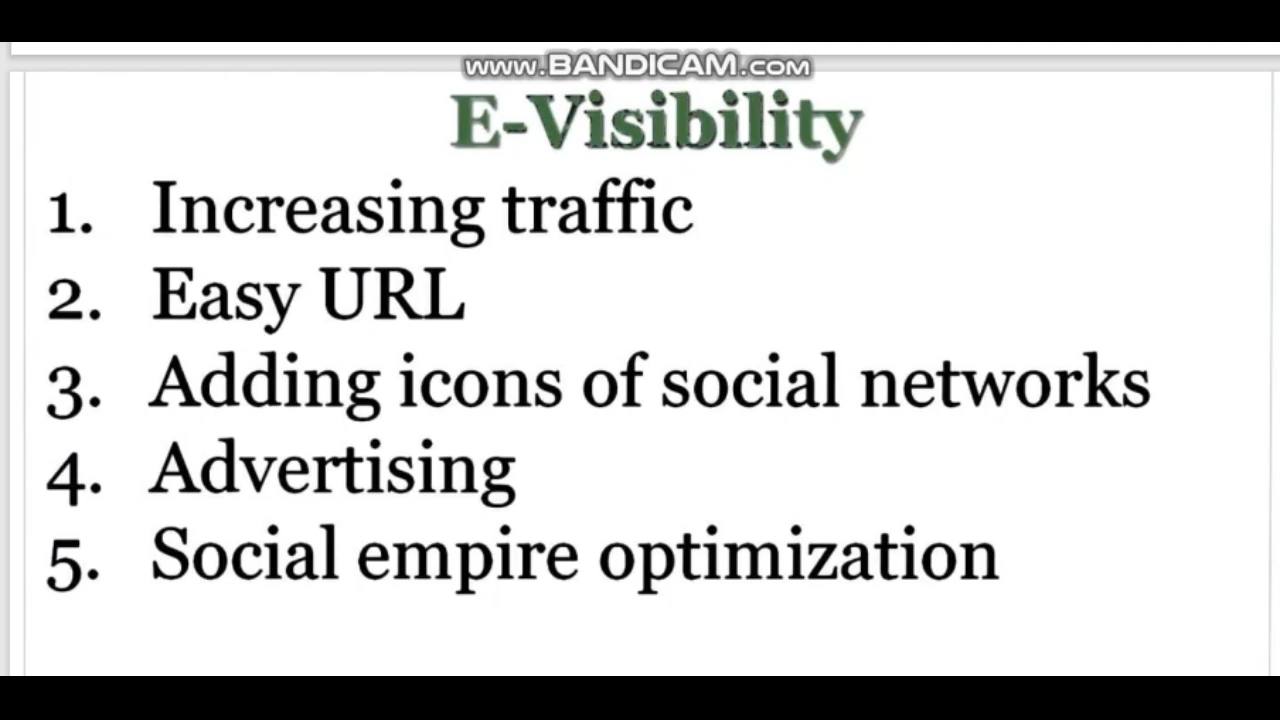 www.BANDICAM.com
E-Visibility
1. Increasing traffic
2. Easy URL
3. Adding icons of social networks
4. Advertising
5. Social empire optimization